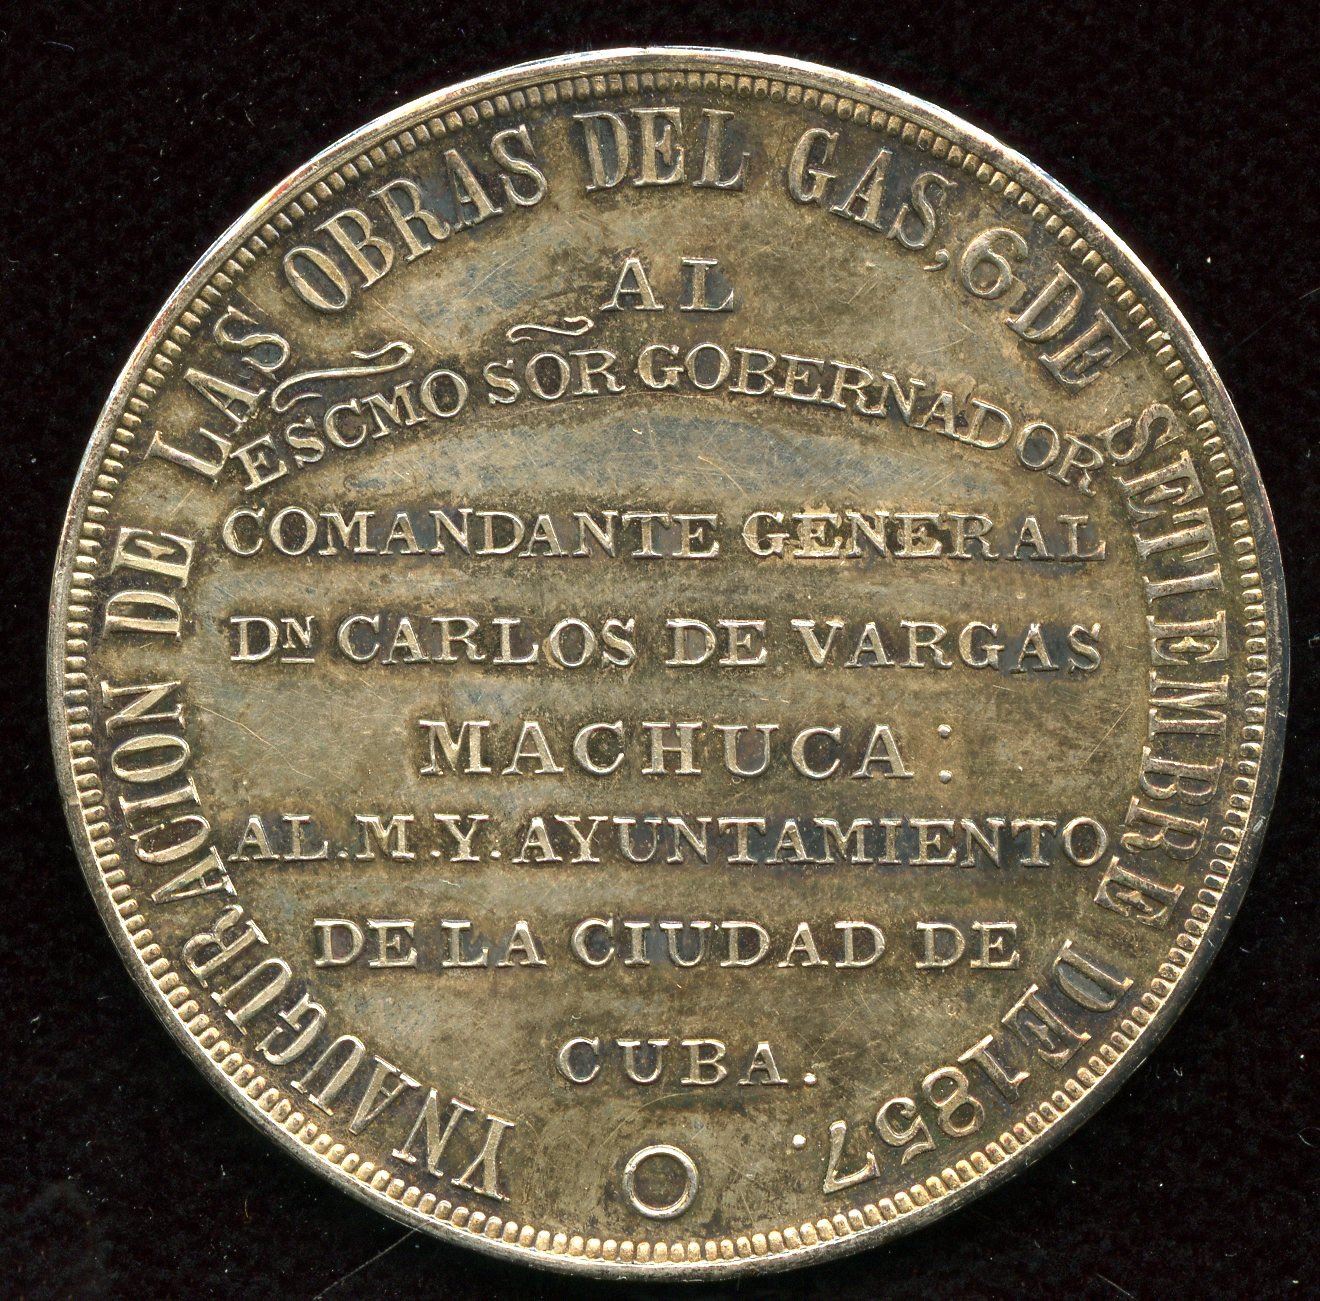 YNAUGURACION DE LAS OBRAS DEL GAS, 6 DE SETIEMBRE DE 1857.
AL
ESCMO SOR̃ GOBERNADOR
COMANDANTE GENERAL
DN CARLOS DE VARGAS
MACHUCA:
AL.M.Y. AYUNTAMIENTO
DE LA CIUDAD DE
CUBA.